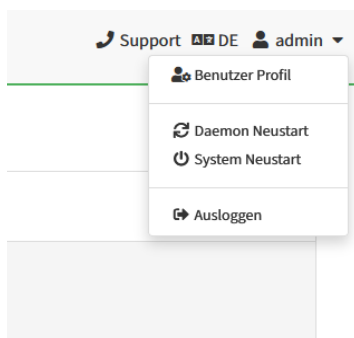 Support DE admin
Benutzer Profil
Daemon Neustart
System Neustart
Ausloggen